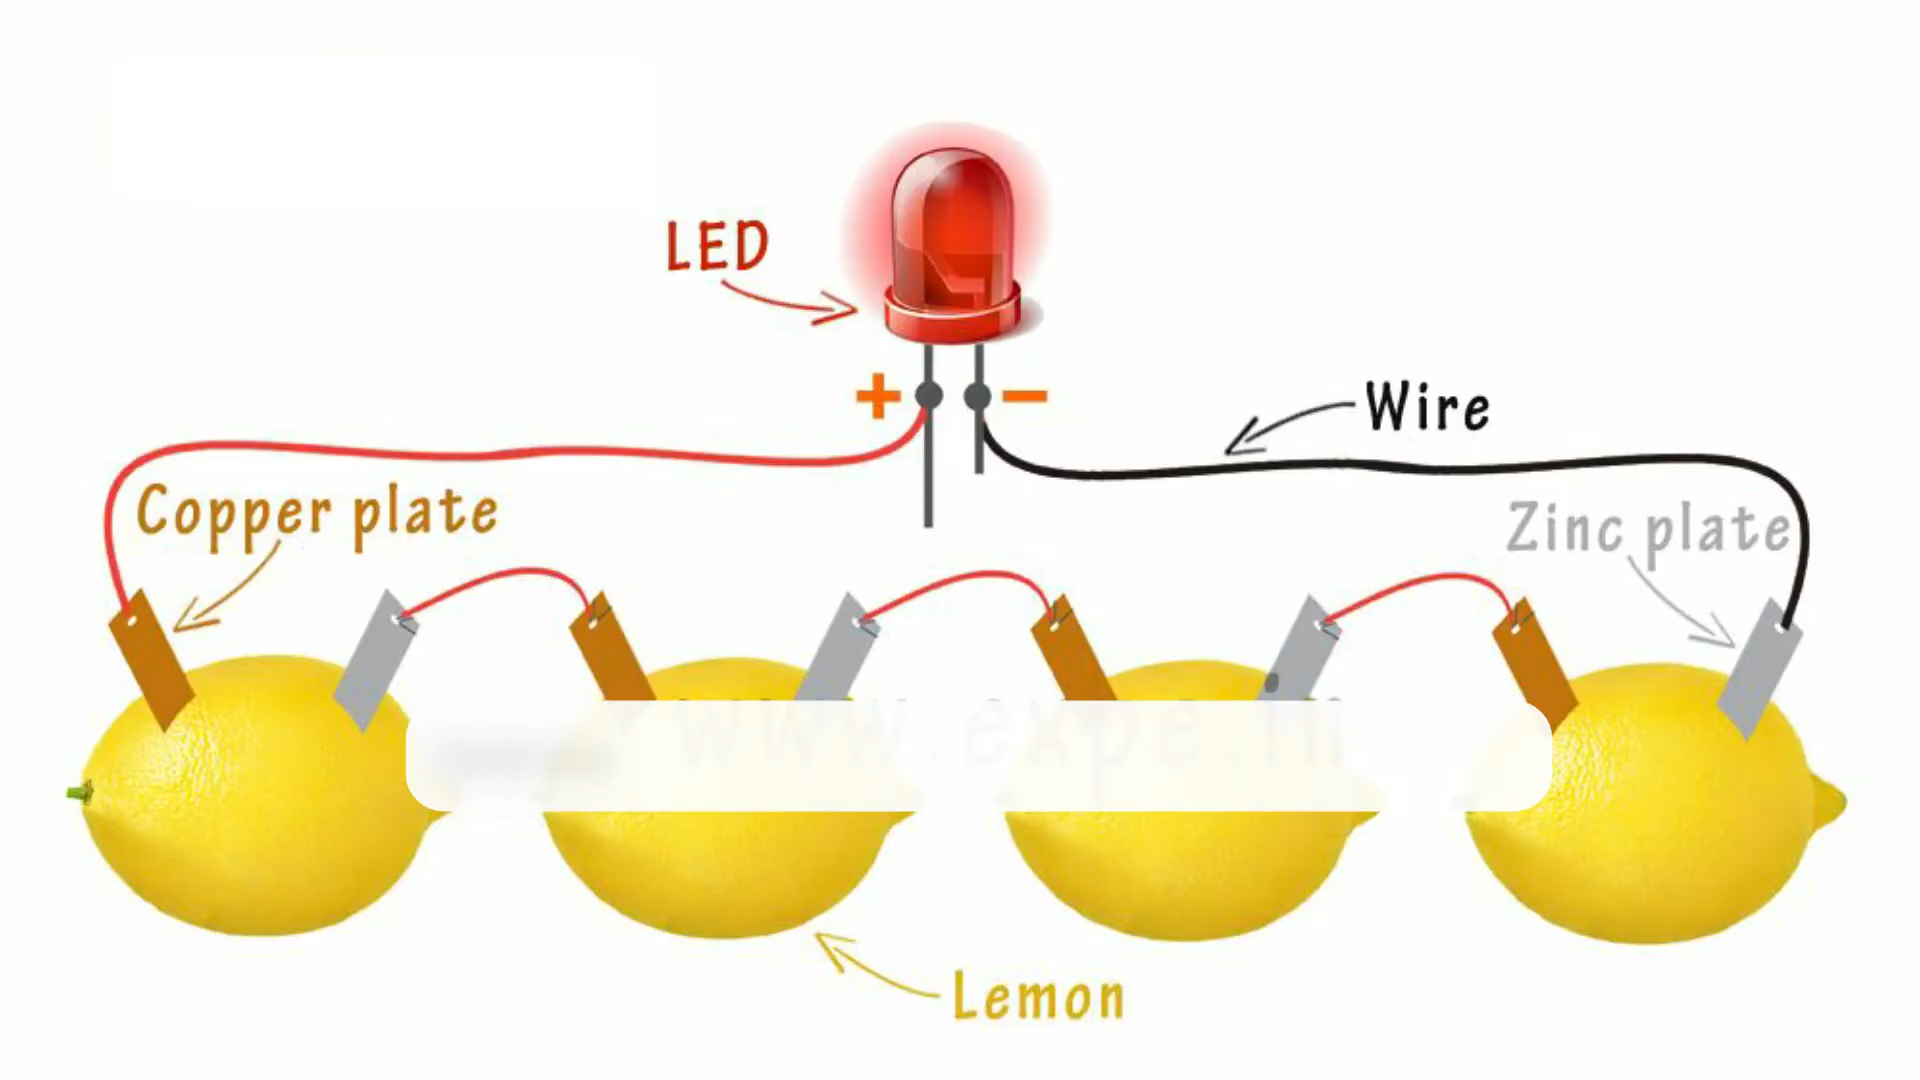 LED
+
−
Wire
Copper plate
Zinc plate
Lemon